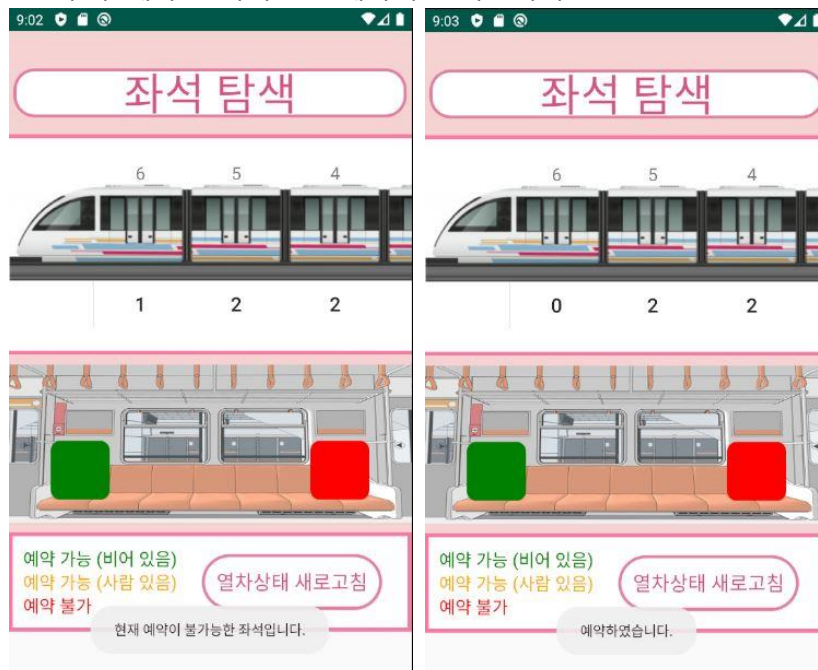 9:02
좌석 탐색
6 5 4
1 2 2
예약 가능 (비어 있음)
예약 가능 (사람 있음)
예약 불가
열차상태 새로고침
현재 예약이 불가능한 좌석입니다.
9:03
좌석 탐색
6 5 4
0 2 2
예약 가능 (비어 있음)
예약 가능 (사람 있음)
예약 불가
열차상태 새로고침
예약하였습니다.